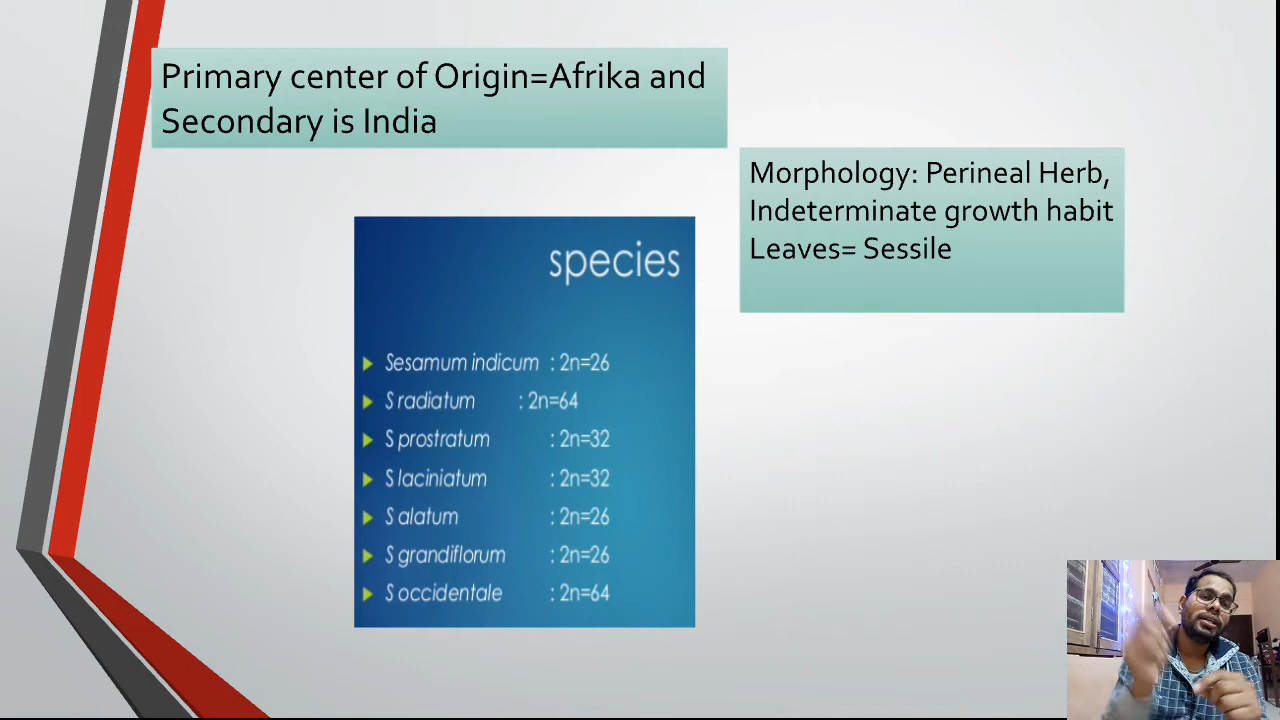 Primary center of Origin=Afrika and
Secondary is India
Morphology: Perineal Herb,
Indeterminate growth habit
Leaves= Sessile
species
Sesamum indicum : 2n=26
S radiatum : 2n=64
S prostratum : 2n=32
S laciniatum : 2n=32
S alatum : 2n=26
S grandiflorum : 2n=26
S occidentale : 2n=64